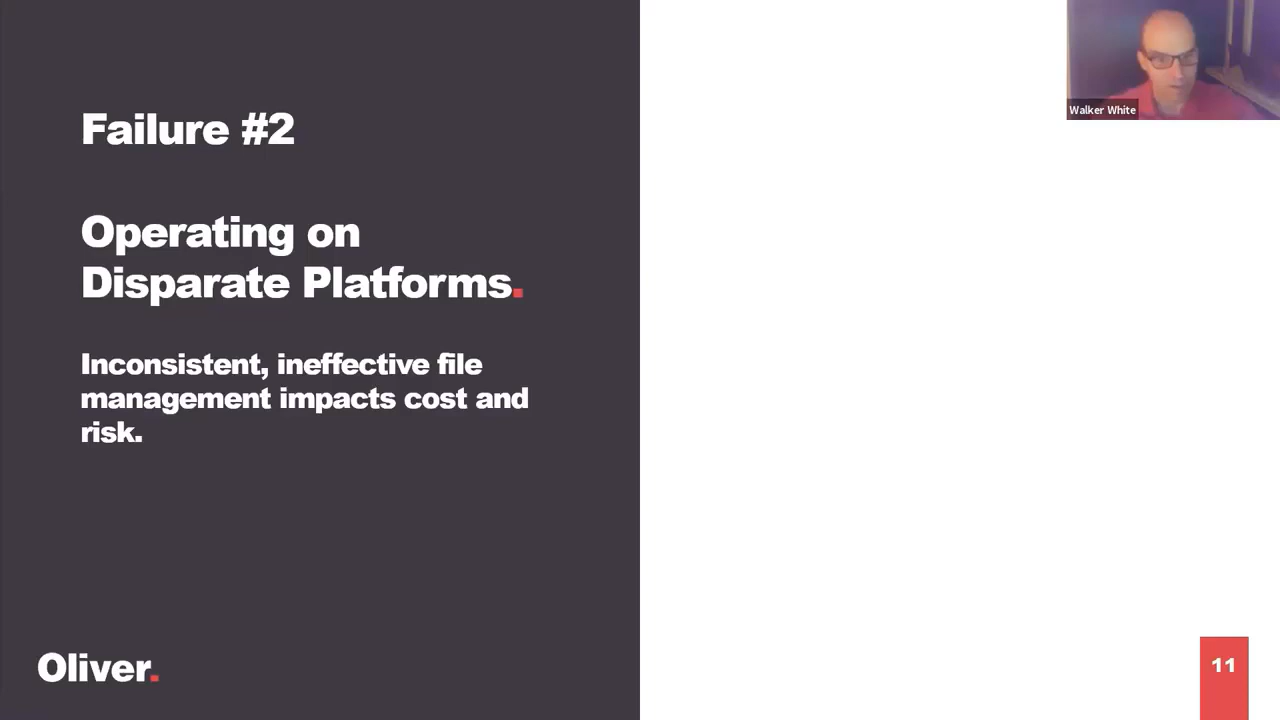 Failure #2
Operating on
Disparate Platforms.
Inconsistent, ineffective file
management impacts cost and
risk.
Oliver.
Walker White
11